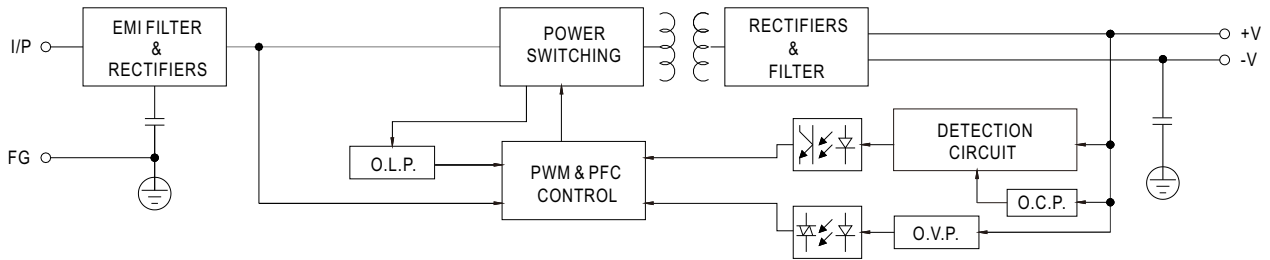 I/P
EMI FILTER
&
RECTIFIERS
POWER
SWITCHING
RECTIFIERS
&
FILTER
+V
-V
FG
O.L.P.
PWM & PFC
CONTROL
DETECTION
CIRCUIT
O.C.P.
O.V.P.